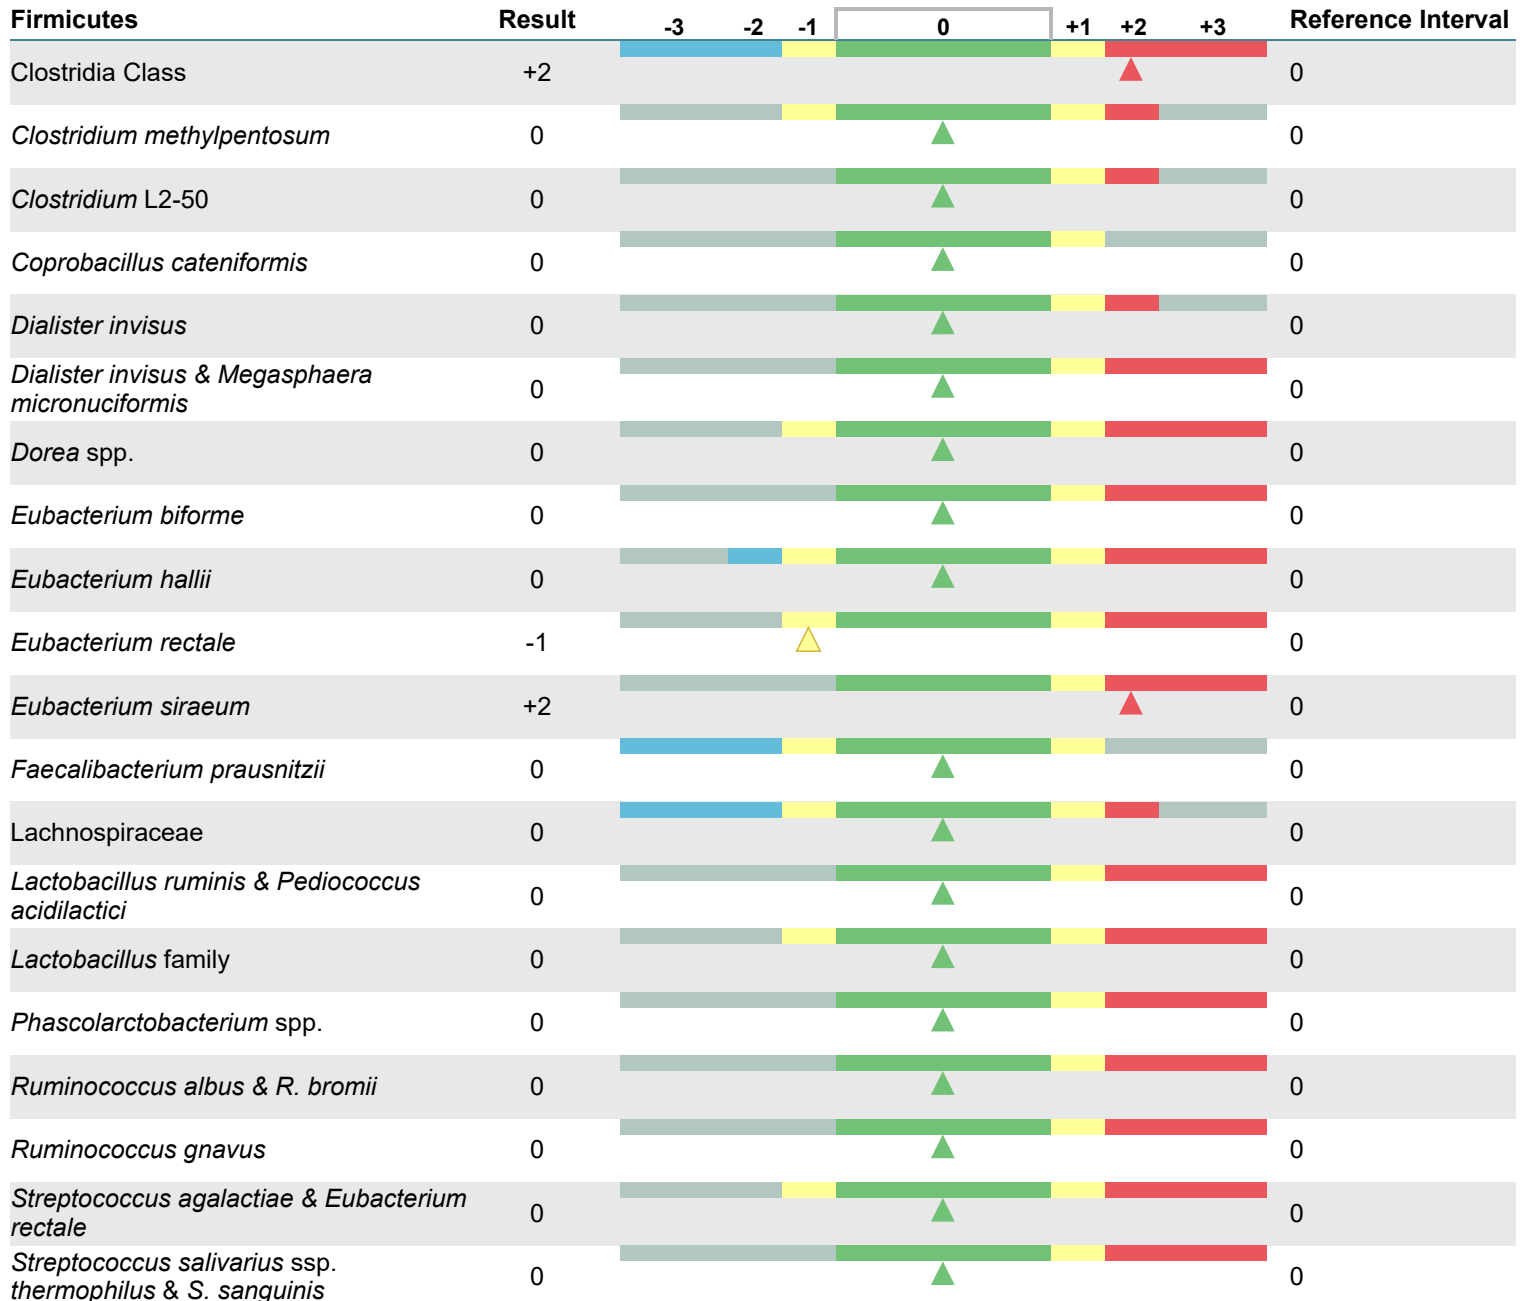 Firmicutes Result -3 -2 -1 0 +1 +2 +3 Reference Interval
Clostridia Class +2 0
Clostridium methylpentosum 0 0
Clostridium L2-50 0 0
Coprobacillus cateniformis 0 0
Dialister invisus 0 0
Dialister invisus & Megasphaera
micronuciformis 0 0
Dorea spp. 0 0
Eubacterium biforme 0 0
Eubacterium hallii 0 0
Eubacterium rectale -1 0
Eubacterium siraeum +2 0
Faecalibacterium prausnitzii 0 0
Lachnospiraceae 0 0
Lactobacillus ruminis & Pediococcus
acidilactici 0 0
Lactobacillus family 0 0
Phascolarctobacterium spp. 0 0
Ruminococcus albus & R. bromii 0 0
Ruminococcus gnavus 0 0
Streptococcus agalactiae & Eubacterium
rectale 0 0
Streptococcus salivarius ssp.
thermophilus & S. sanguinis 0 0